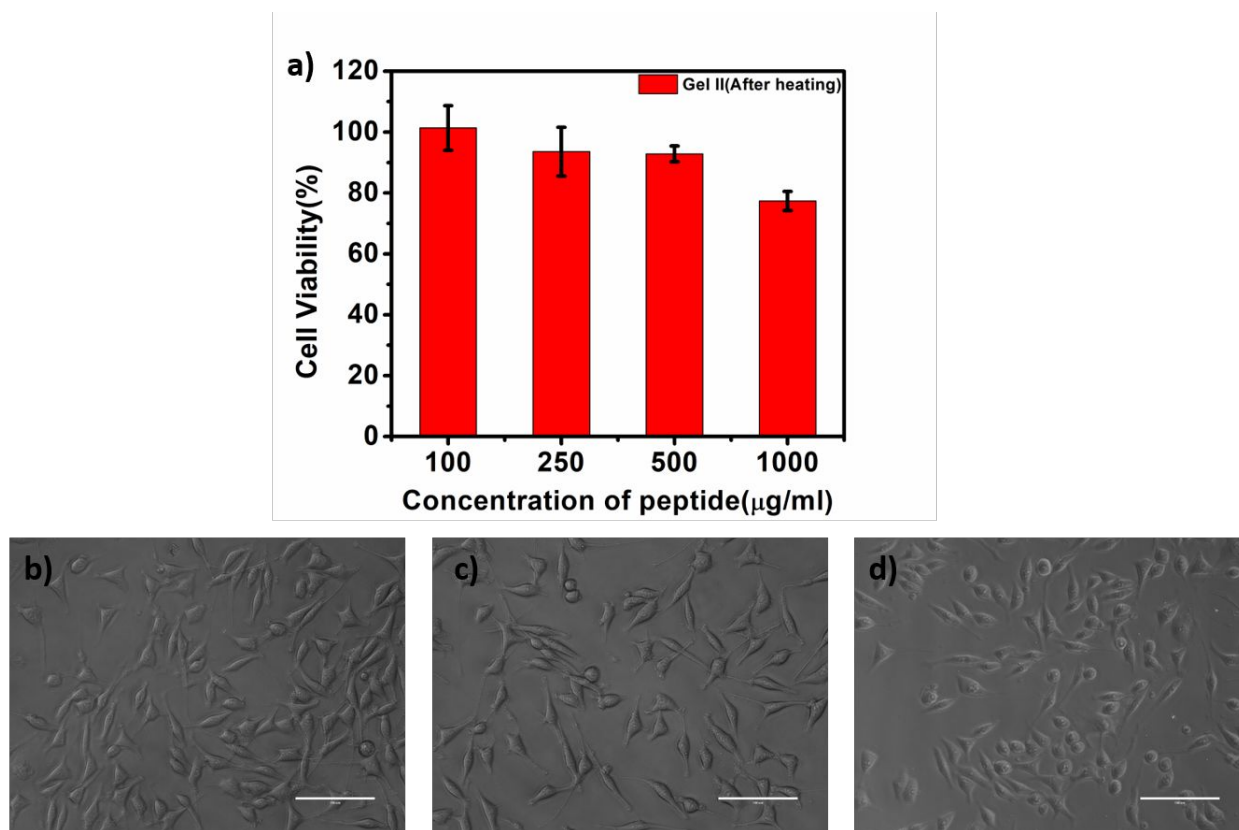 a)
120
100
80
60
40
20
0
Gel II(After heating)
Cell Viability(%)
100 250 500 1000
Concentration of peptide(μg/ml)
b)
c)
d)